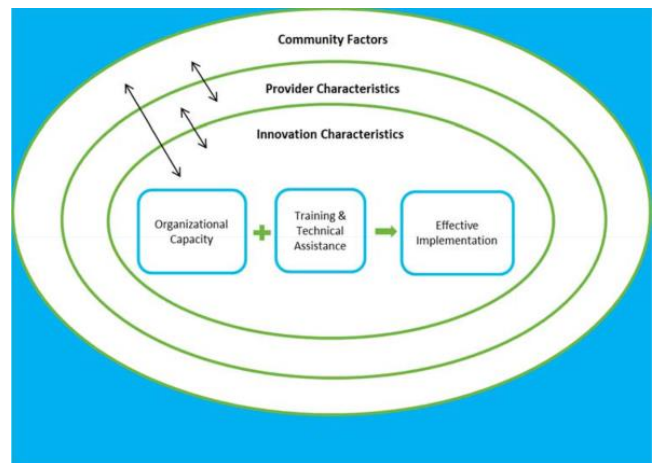 Community Factors
Provider Characteristics
Innovation Characteristics
Organizational
Capacity
Training &
Technical
Assistance
Effective
Implementation